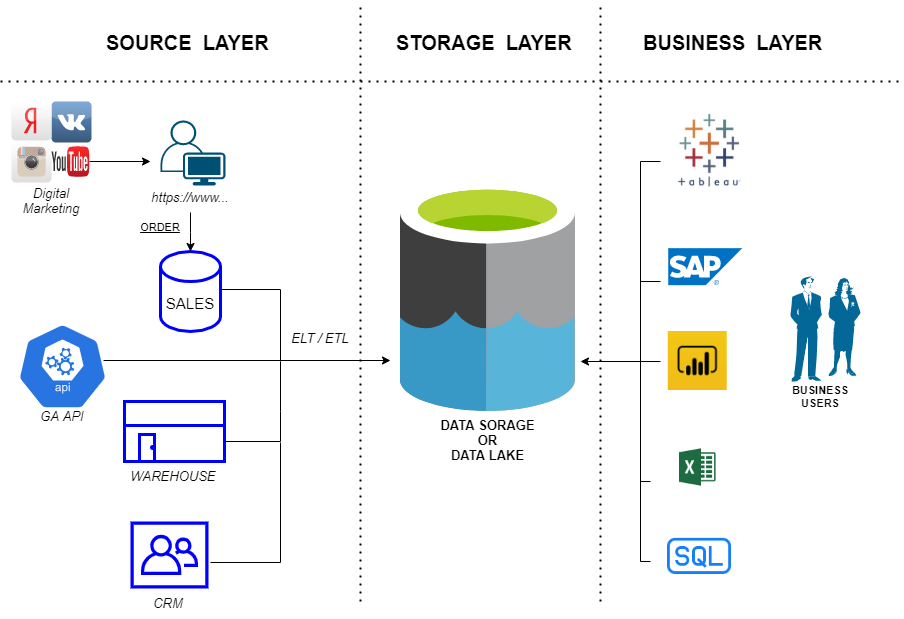 SOURCE LAYER
STORAGE LAYER
BUSINESS LAYER
Я
YouTube
Digital
Marketing
https://www...
ORDER
SALES
ELT / ETL
api
GA API
WAREHOUSE
CRM
DATA SORAGE
OR
DATA LAKE
+ a b | e a u
SAP
®
X
SQL
BUSINESS
USERS